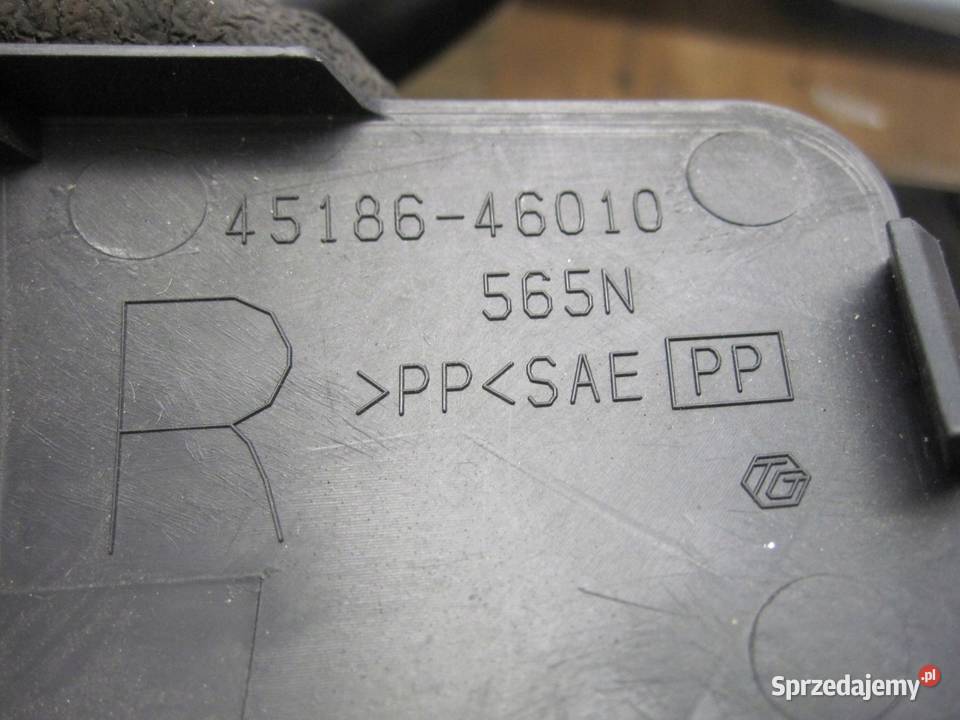 45186-46010
565N
R
>PP<SAE PP
TG
Sprzedajemy.pl